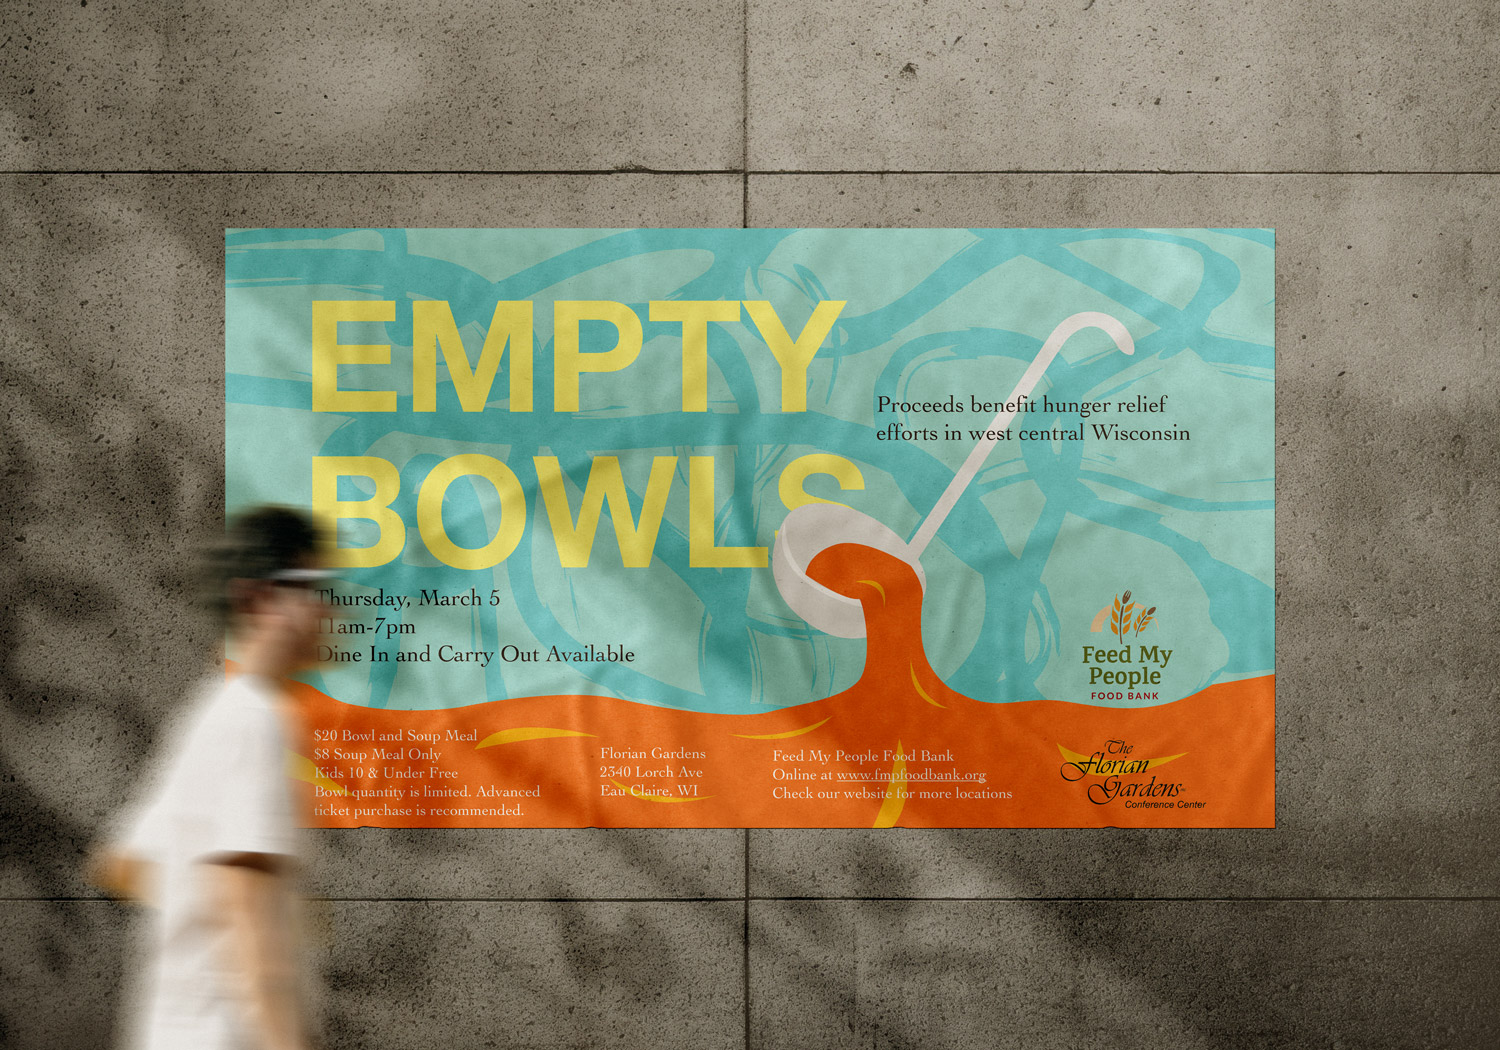 EMPTY
BOWLS
Proceeds benefit hunger relief
efforts in west central Wisconsin
Thursday, March 5
11am-7pm
Dine In and Carry Out Available
Feed My
People
FOOD BANK
$20 Bowl and Soup Meal
$8 Soup Meal Only
Kids 10 & Under Free
Bowl quantity is limited. Advanced
ticket purchase is recommended.
Florian Gardens
2340 Lorch Ave
Eau Claire, WI
Feed My People Food Bank
Online at www.fmpfoodbank.org
Check our website for more locations
The
Florian
Gardens
Conference Center